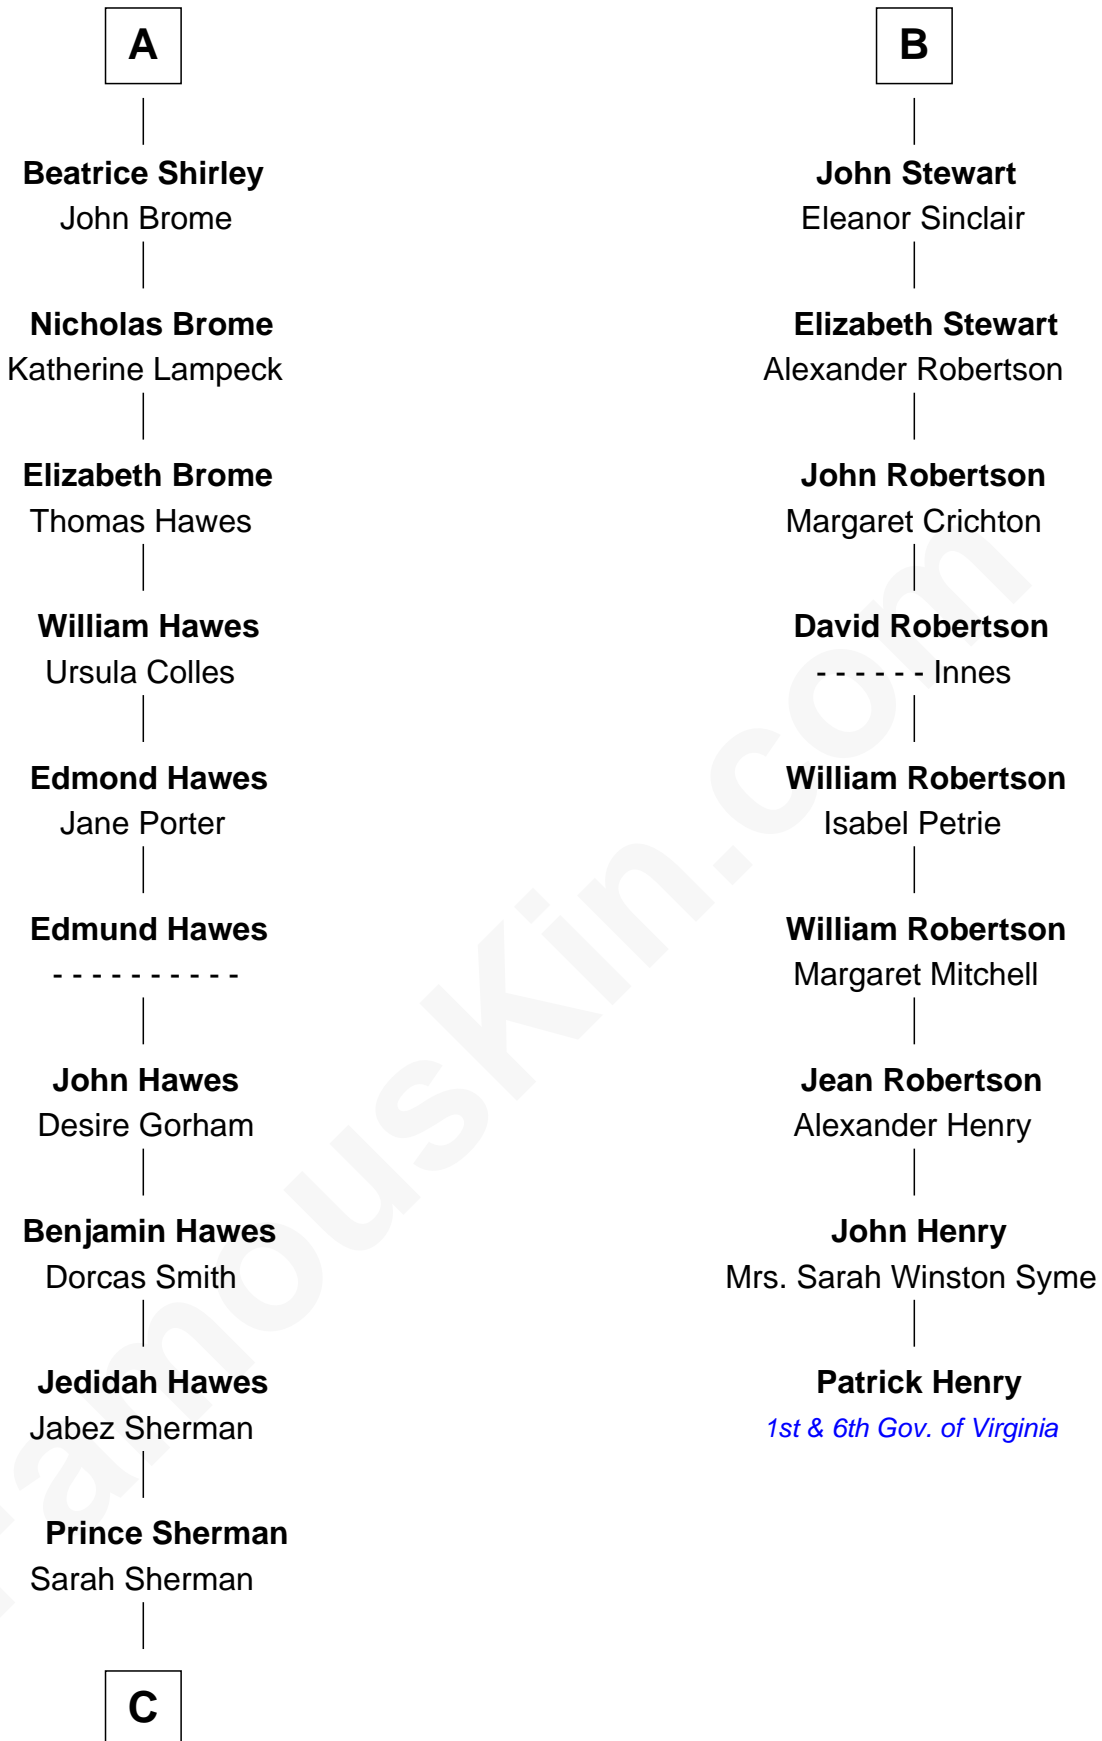 A
Beatrice Shirley
John Brome
Nicholas Brome
Katherine Lampeck
Elizabeth Brome
Thomas Hawes
William Hawes
Ursula Colles
Edmond Hawes
Jane Porter
Edmund Hawes
- - - - - - - - - -
John Hawes
Desire Gorham
Benjamin Hawes
Dorcas Smith
Jedidah Hawes
Jabez Sherman
Prince Sherman
Sarah Sherman
C
B
John Stewart
Eleanor Sinclair
Elizabeth Stewart
Alexander Robertson
John Robertson
Margaret Crichton
David Robertson
- - - - - - Innes
William Robertson
Isabel Petrie
William Robertson
Margaret Mitchell
Jean Robertson
Alexander Henry
John Henry
Mrs. Sarah Winston Syme
Patrick Henry
1st & 6th Gov. of Virginia
FamousKin.com